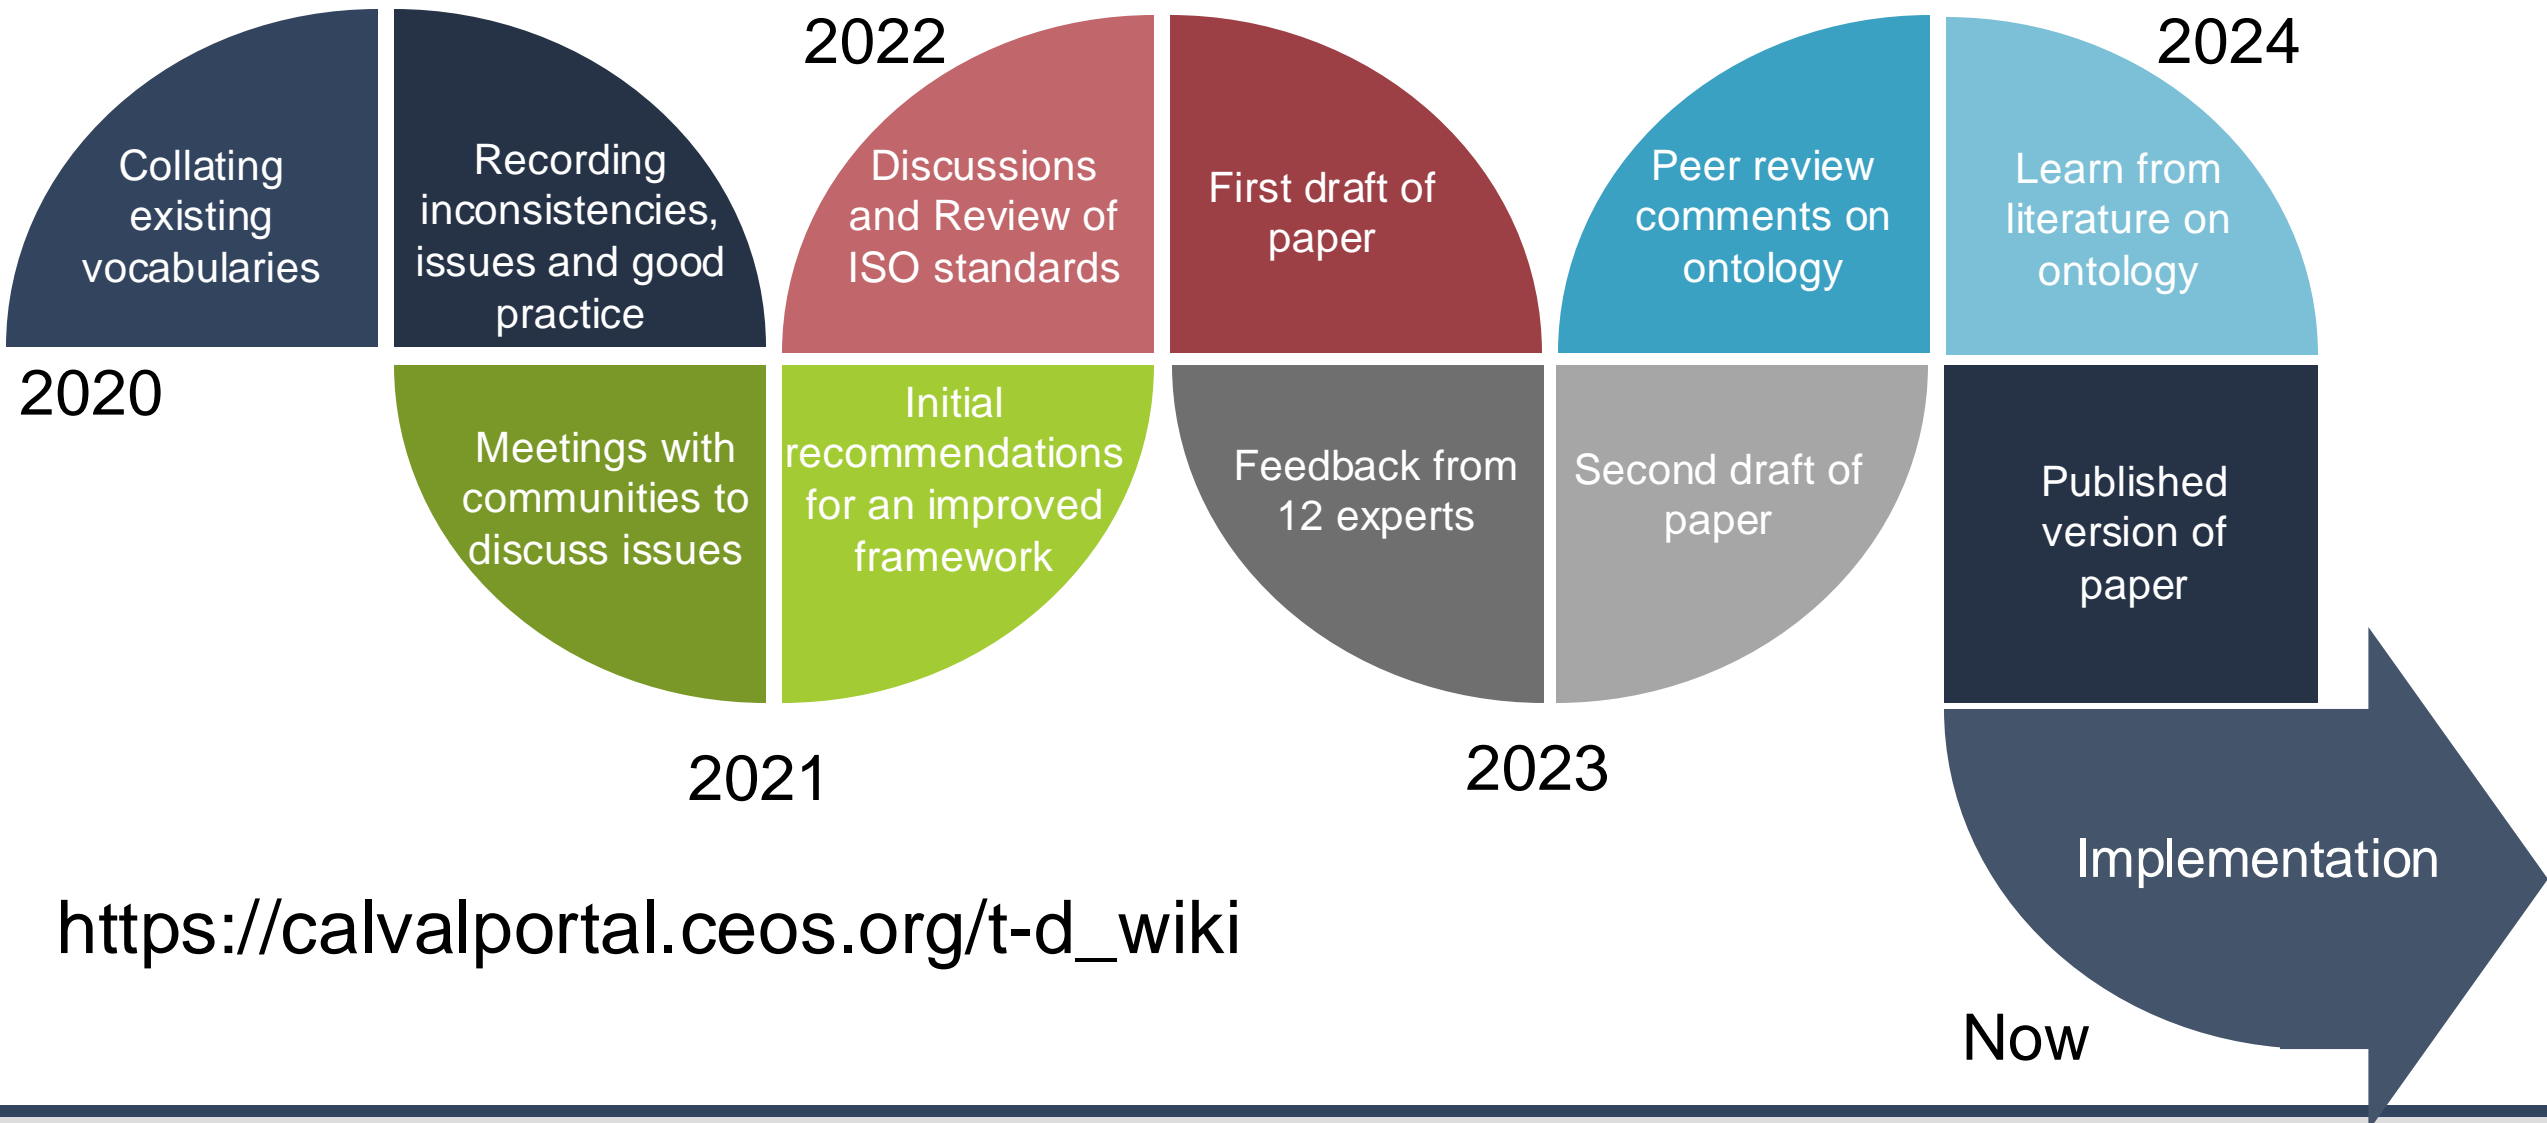 2020
Collating
existing
vocabularies
Recording
inconsistencies,
issues and good
practice
Meetings with
communities to
discuss issues
2021
Initial
recommendations
for an improved
framework
2022
Discussions
and Review of
ISO standards
First draft of
paper
Feedback from
12 experts
2023
Second draft of
paper
Peer review
comments on
ontology
2024
Learn from
literature on
ontology
Published
version of
paper
Implementation
Now
https://calvalportal.ceos.org/t-d_wiki